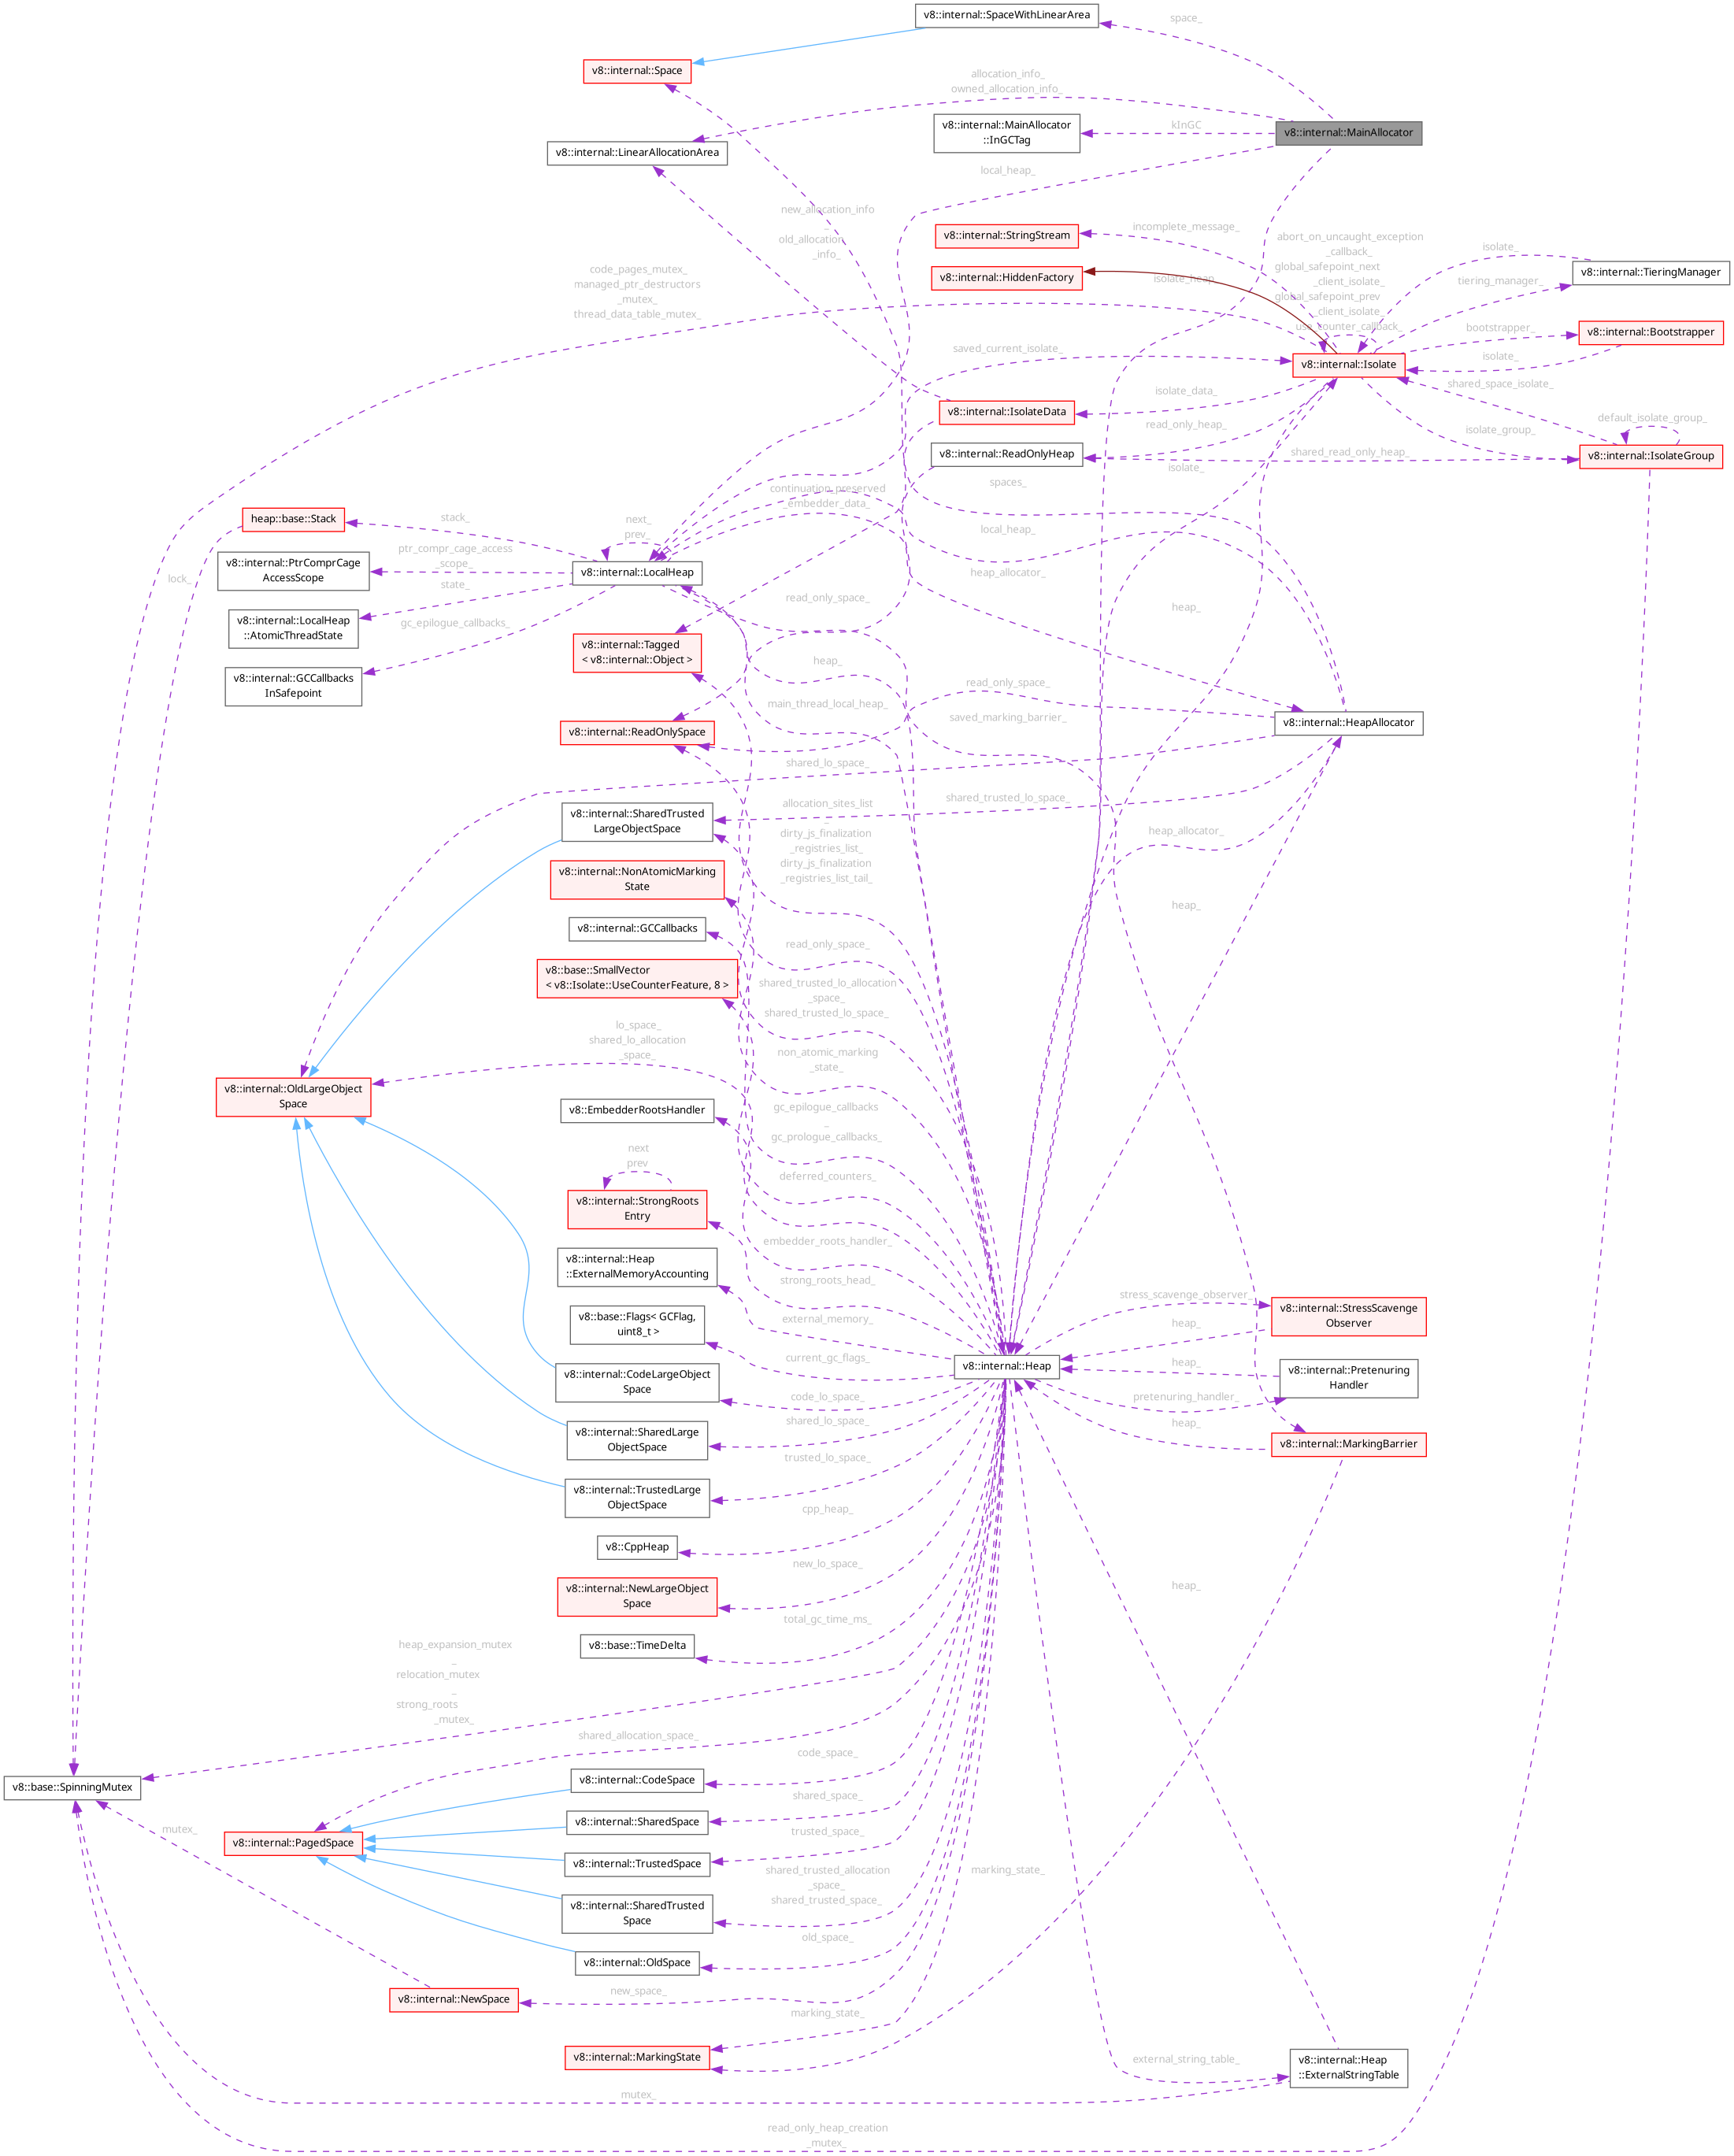 v8::internal::SpaceWithLinearArea
space_
v8::internal::Space
allocation_info_
owned_allocation_info_
v8::internal::MainAllocator
::InGCTag
kInGC
v8::internal::MainAllocator
v8::internal::LinearAllocationArea
local_heap_
new_allocation_info
_
old_allocation
_info_
v8::internal::StringStream
incomplete_message_
abort_on_uncaught_exception
_callback_
global_safepoint_next
_client_isolate_
global_safepoint_prev
_client_isolate_
use_counter_callback_
isolate_
v8::internal::TieringManager
tiering_manager_
code_pages_mutex_
managed_ptr_destructors
_mutex_
thread_data_table_mutex_
v8::internal::HiddenFactory
isolate_heap_
bootstrapper_
v8::internal::Bootstrapper
saved_current_isolate_
v8::internal::Isolate
isolate_
shared_space_isolate_
v8::internal::IsolateData
isolate_data_
read_only_heap_
default_isolate_group_
isolate_group_
v8::internal::ReadOnlyHeap
shared_read_only_heap_
v8::internal::IsolateGroup
isolate_
spaces_
continuation_preserved
_embedder_data_
heap::base::Stack
stack_
next_
prev_
local_heap_
ptr_compr_cage_access
_scope_
v8::internal::PtrComprCage
AccessScope
v8::internal::LocalHeap
heap_allocator_
lock_
state_
read_only_space_
heap_
v8::internal::LocalHeap
::AtomicThreadState
gc_epilogue_callbacks_
v8::internal::Tagged
< v8::internal::Object >
heap_
v8::internal::GCCallbacks
InSafepoint
read_only_space_
main_thread_local_heap_
saved_marking_barrier_
v8::internal::HeapAllocator
v8::internal::ReadOnlySpace
shared_lo_space_
allocation_sites_list
_
dirty_js_finalization
_registries_list_
dirty_js_finalization
_registries_list_tail_
shared_trusted_lo_space_
v8::internal::SharedTrusted
LargeObjectSpace
heap_allocator_
v8::internal::NonAtomicMarking
State
heap_
v8::internal::GCCallbacks
read_only_space_
v8::base::SmallVector
< v8::Isolate::UseCounterFeature, 8 >
shared_trusted_lo_allocation
_space_
shared_trusted_lo_space_
lo_space_
shared_lo_allocation
_space_
non_atomic_marking
_state_
v8::internal::OldLargeObject
Space
v8::EmbedderRootsHandler
gc_epilogue_callbacks
_
gc_prologue_callbacks_
next
prev
deferred_counters_
v8::internal::StrongRoots
Entry
embedder_roots_handler_
v8::internal::Heap
::ExternalMemoryAccounting
strong_roots_head_
stress_scavenge_observer_
v8::internal::StressScavenge
Observer
external_memory_
heap_
v8::base::Flags< GCFlag,
uint8_t >
current_gc_flags_
v8::internal::Heap
heap_
v8::internal::Pretenuring
Handler
v8::internal::CodeLargeObject
Space
code_lo_space_
pretenuring_handler_
shared_lo_space_
heap_
v8::internal::SharedLarge
ObjectSpace
v8::internal::MarkingBarrier
trusted_lo_space_
v8::internal::TrustedLarge
ObjectSpace
cpp_heap_
v8::CppHeap
new_lo_space_
heap_
v8::internal::NewLargeObject
Space
total_gc_time_ms_
v8::base::TimeDelta
heap_expansion_mutex
_
relocation_mutex
_
strong_roots
_mutex_
shared_allocation_space_
code_space_
v8::base::SpinningMutex
v8::internal::CodeSpace
shared_space_
v8::internal::SharedSpace
mutex_
v8::internal::PagedSpace
trusted_space_
v8::internal::TrustedSpace
shared_trusted_allocation
_space_
shared_trusted_space_
marking_state_
v8::internal::SharedTrusted
Space
old_space_
v8::internal::OldSpace
v8::internal::NewSpace
new_space_
marking_state_
v8::internal::MarkingState
external_string_table_
v8::internal::Heap
::ExternalStringTable
mutex_
read_only_heap_creation
_mutex_